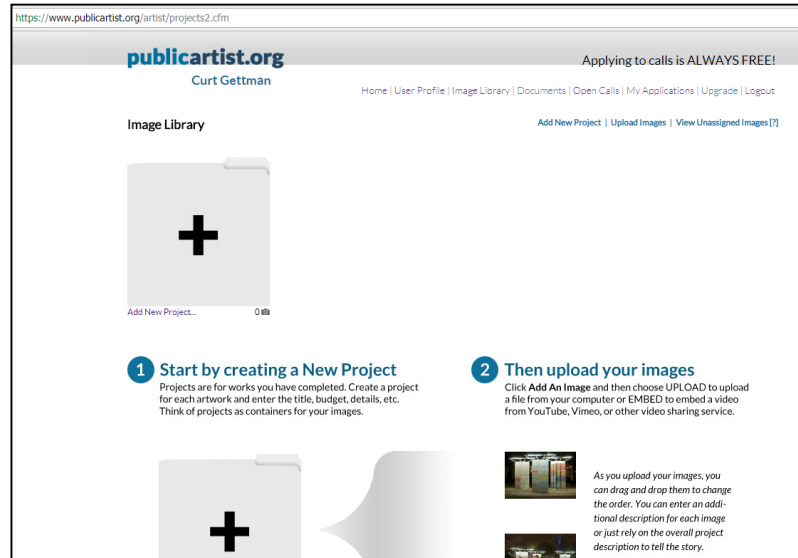 https://www.publicartist.org/artist/projects2.cfm
publicartist.org
Applying to calls is ALWAYS FREE!
Curt Gettman
Home | User Profile | Image Library | Documents | Open Calls | My Applications | Upgrade | Logout
Image Library
Add New Project | Upload Images | View Unassigned Images [?]
Add New Project... 0
1 Start by creating a New Project
Projects are for works you have completed. Create a project
for each artwork and enter the title, budget, details, etc.
Think of projects as containers for your images.
2 Then upload your images
Click Add An Image and then choose UPLOAD to upload
a file from your computer or EMBED to embed a video
from YouTube, Vimeo, or other video sharing service.
As you upload your images, you
can drag and drop them to change
the order. You can enter an addi-
tional description for each image
or just rely on the overall project
description to tell the story.